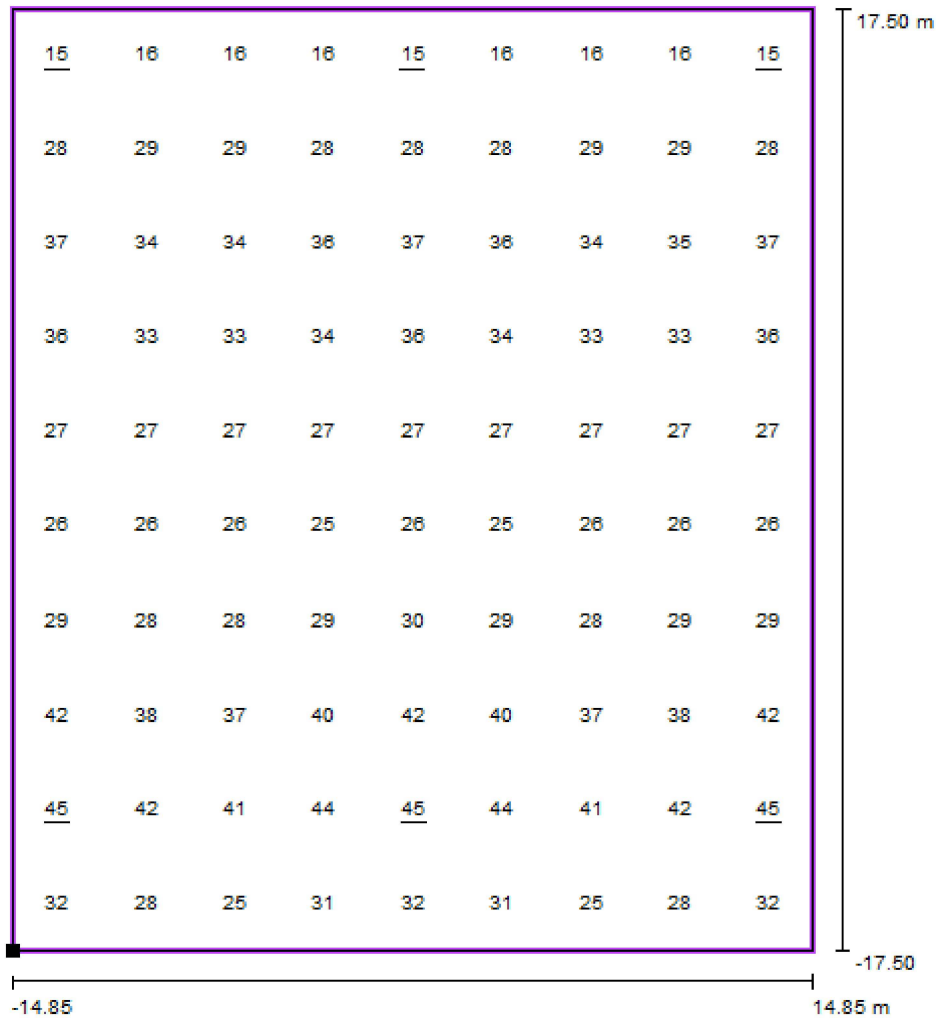 17.50 m
15 16 16 16 15 16 16 16 15
28 29 29 28 28 28 29 29 28
37 34 34 36 37 36 34 35 37
36 33 33 34 36 34 33 33 36
27 27 27 27 27 27 27 27 27
26 26 26 25 26 25 26 26 26
29 28 28 29 30 29 28 29 29
42 38 37 40 42 40 37 38 42
45 42 41 44 45 44 41 42 45
32 28 25 31 32 31 25 28 32
-17.50
-14.85 14.85 m